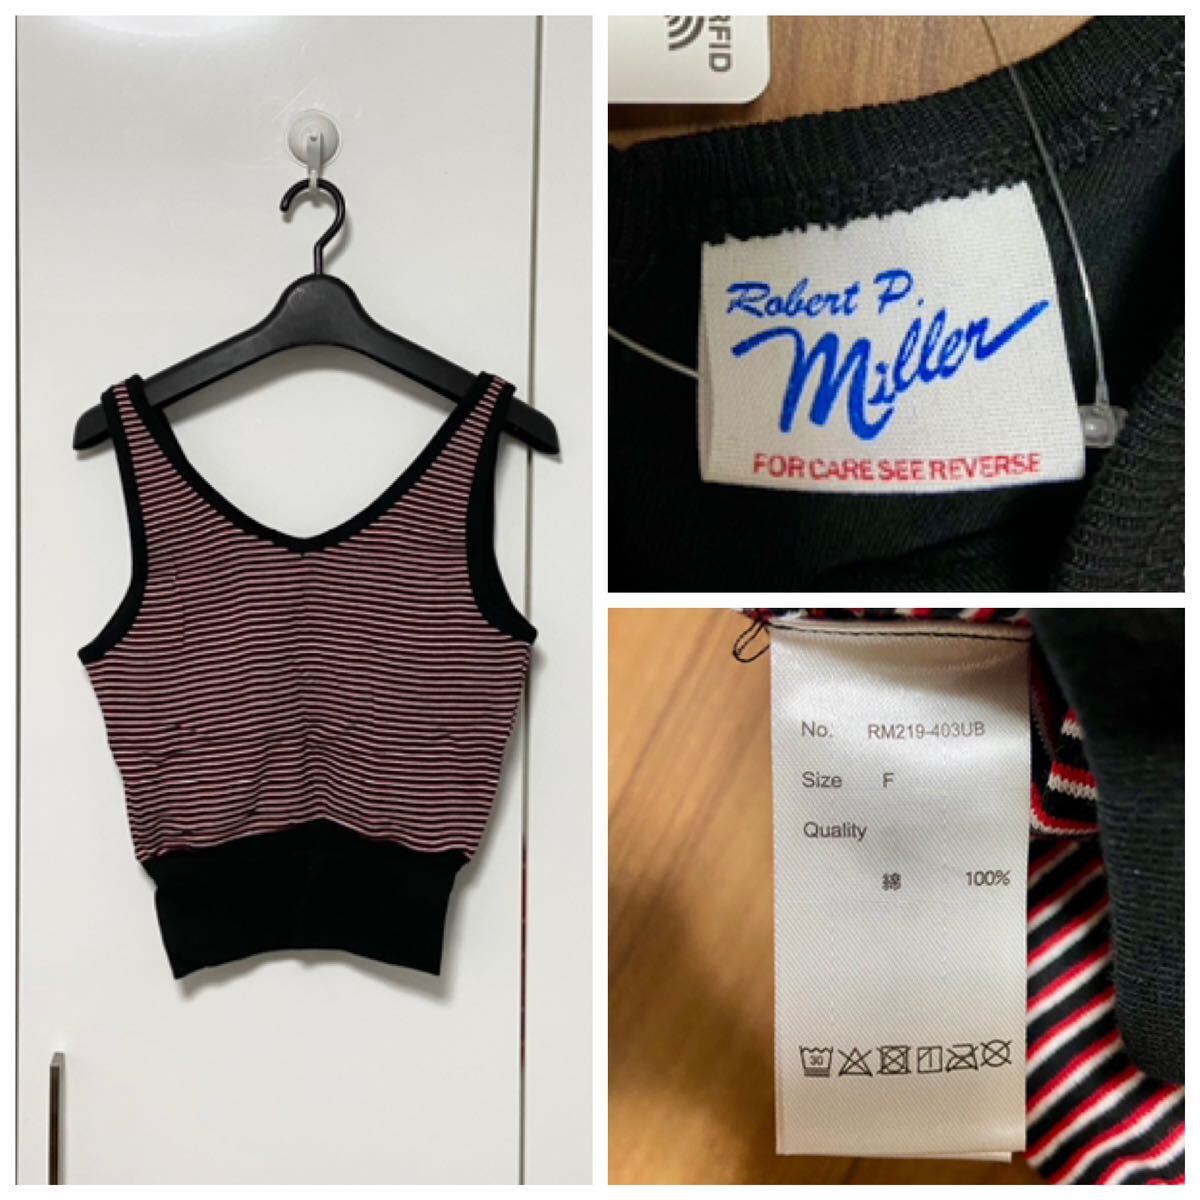 RFID
Robert P.
Miller
FOR CARE SEE REVERSE
No. RM219-403UB
Size F
Quality
綿 100%
30